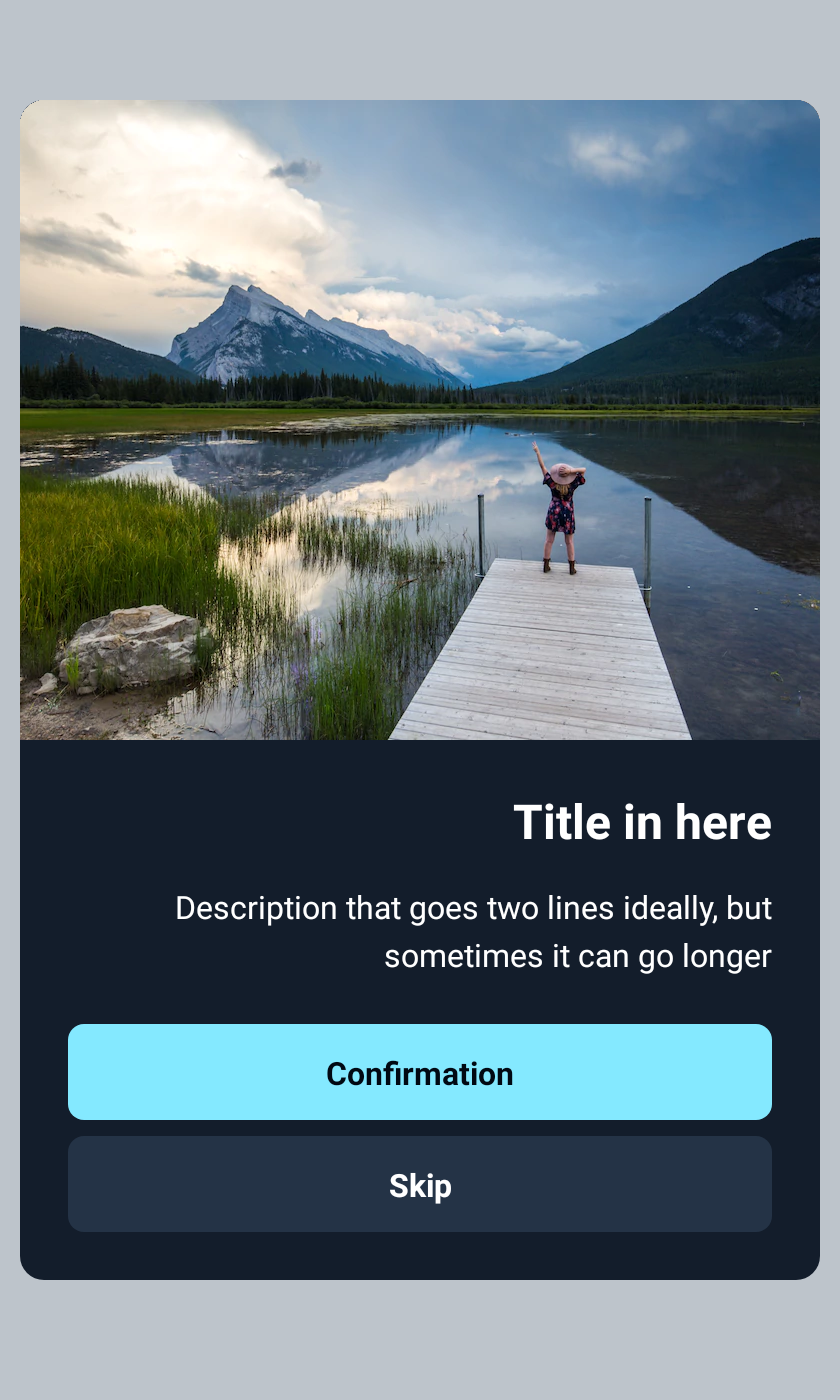 Title in here
Description that goes two lines ideally, but
sometimes it can go longer
Confirmation
Skip